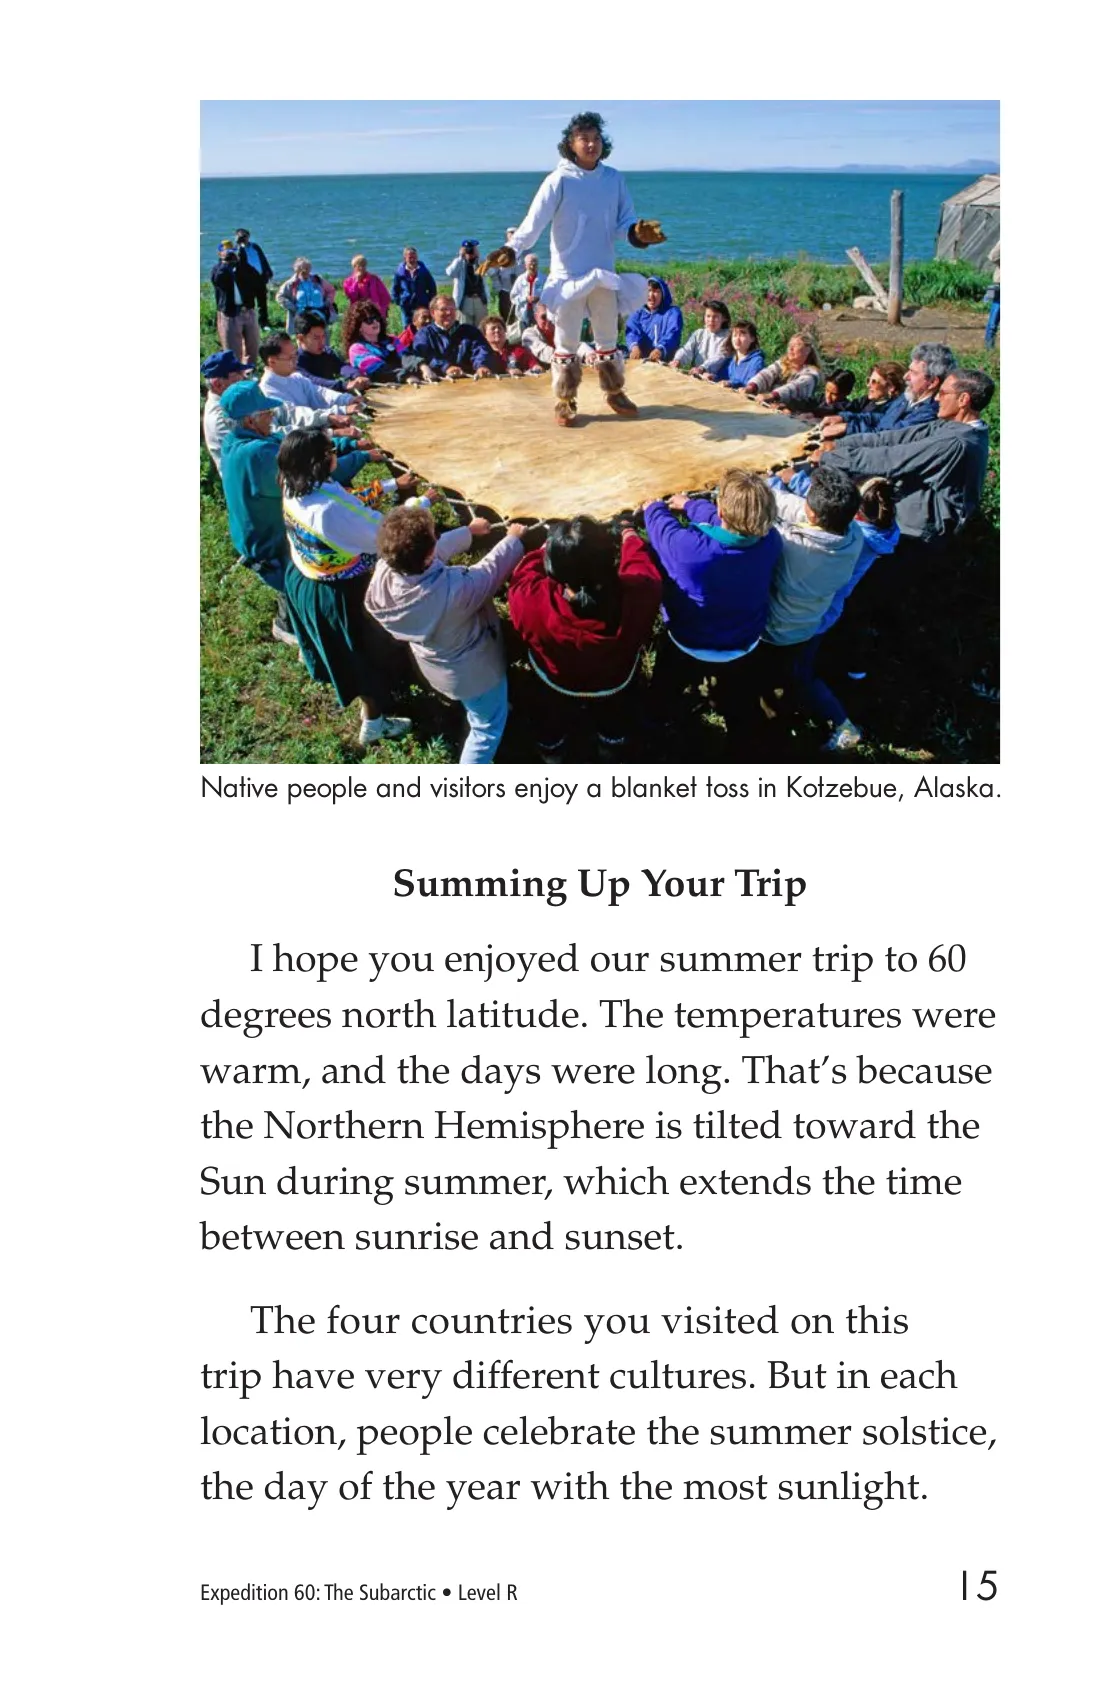 Native people and visitors enjoy a blanket toss in Kotzebue, Alaska.
Summing Up Your Trip
I hope you enjoyed our summer trip to 60
degrees north latitude. The temperatures were
warm, and the days were long. That’s because
the Northern Hemisphere is tilted toward the
Sun during summer, which extends the time
between sunrise and sunset.
The four countries you visited on this
trip have very different cultures. But in each
location, people celebrate the summer solstice,
the day of the year with the most sunlight.
Expedition 60: The Subarctic • Level R
15